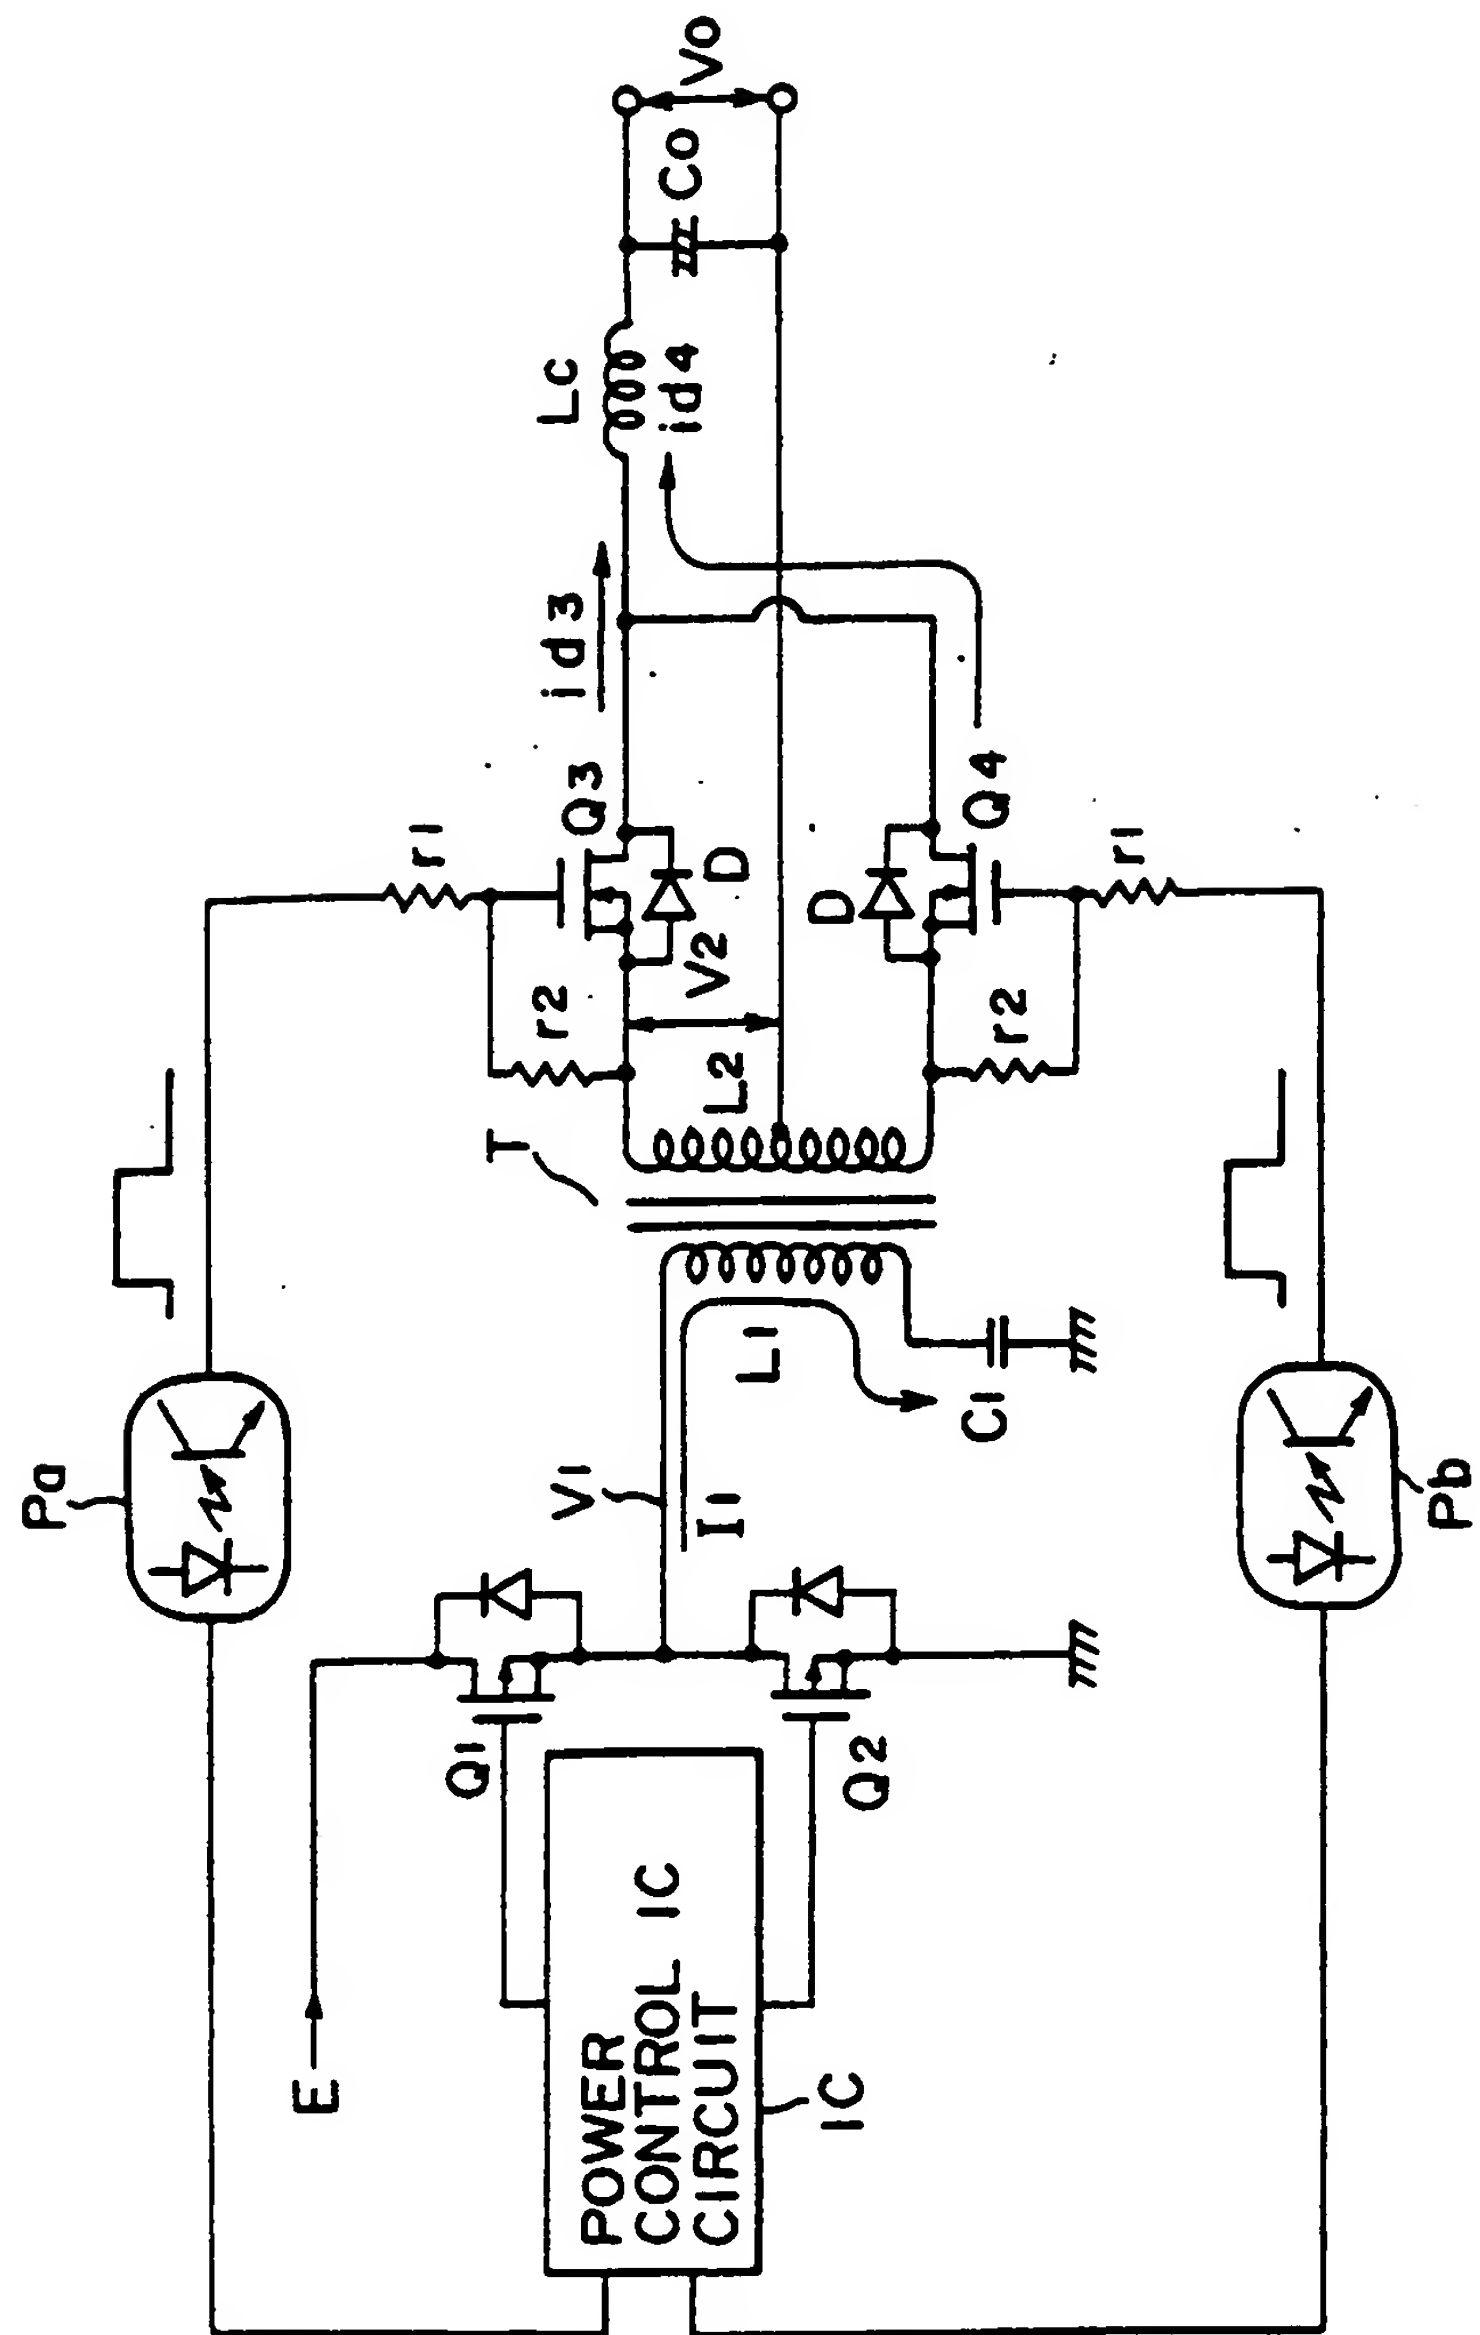 Pa
r1
E
Q1
V1
I1
T
r2
Q3
id3
Lc
L1
L2
V2
D
id4
Co
Vo
POWER
CONTROL IC
CIRCUIT
IC
Q2
C1
D
r2
Q4
r1
Pb